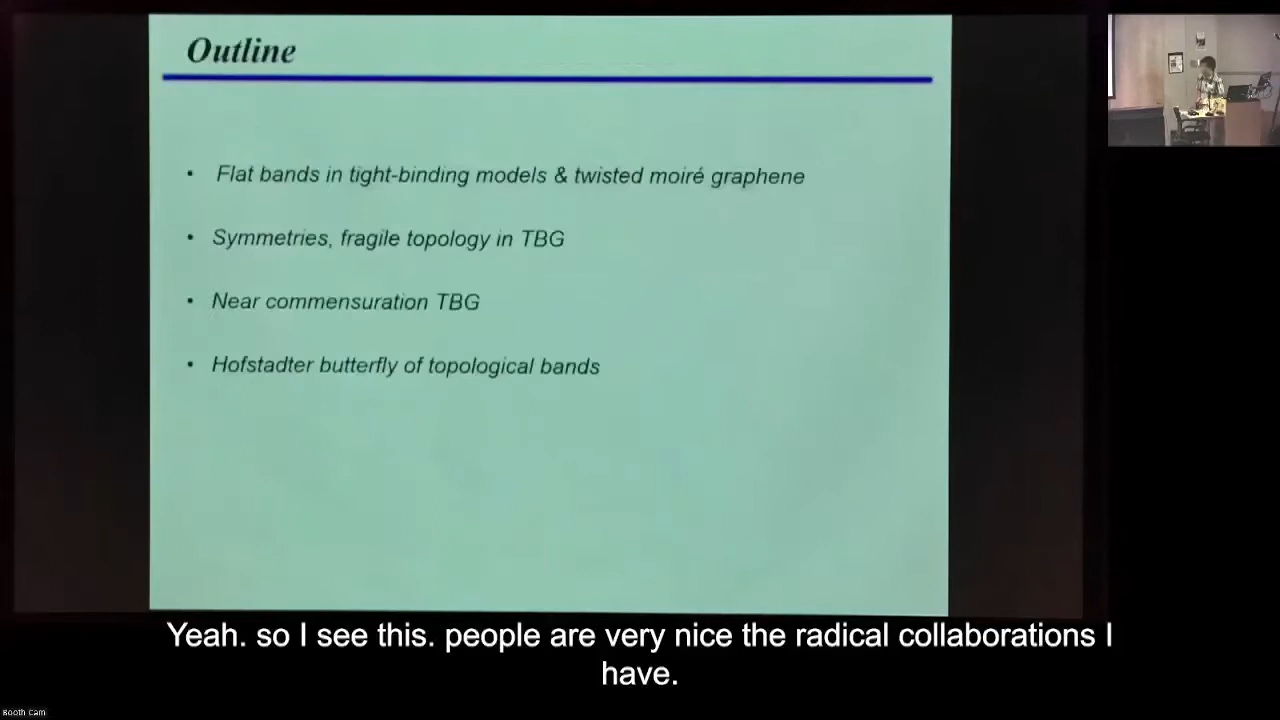 Outline
• Flat bands in tight-binding models & twisted moiré graphene
• Symmetries, fragile topology in TBG
• Near commensuration TBG
• Hofstadter butterfly of topological bands
Yeah. so I see this. people are very nice the radical collaborations I
have.
Booth Cam